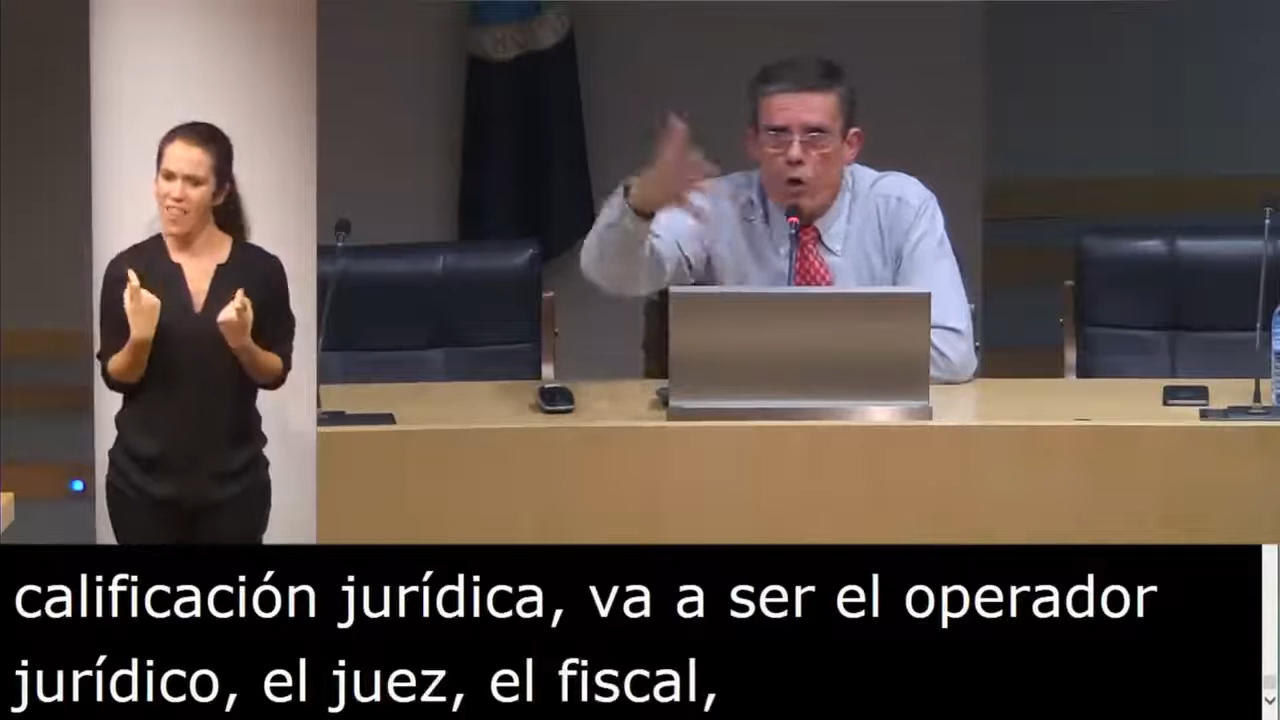 calificación jurídica, va a ser el operador
jurídico, el juez, el fiscal,